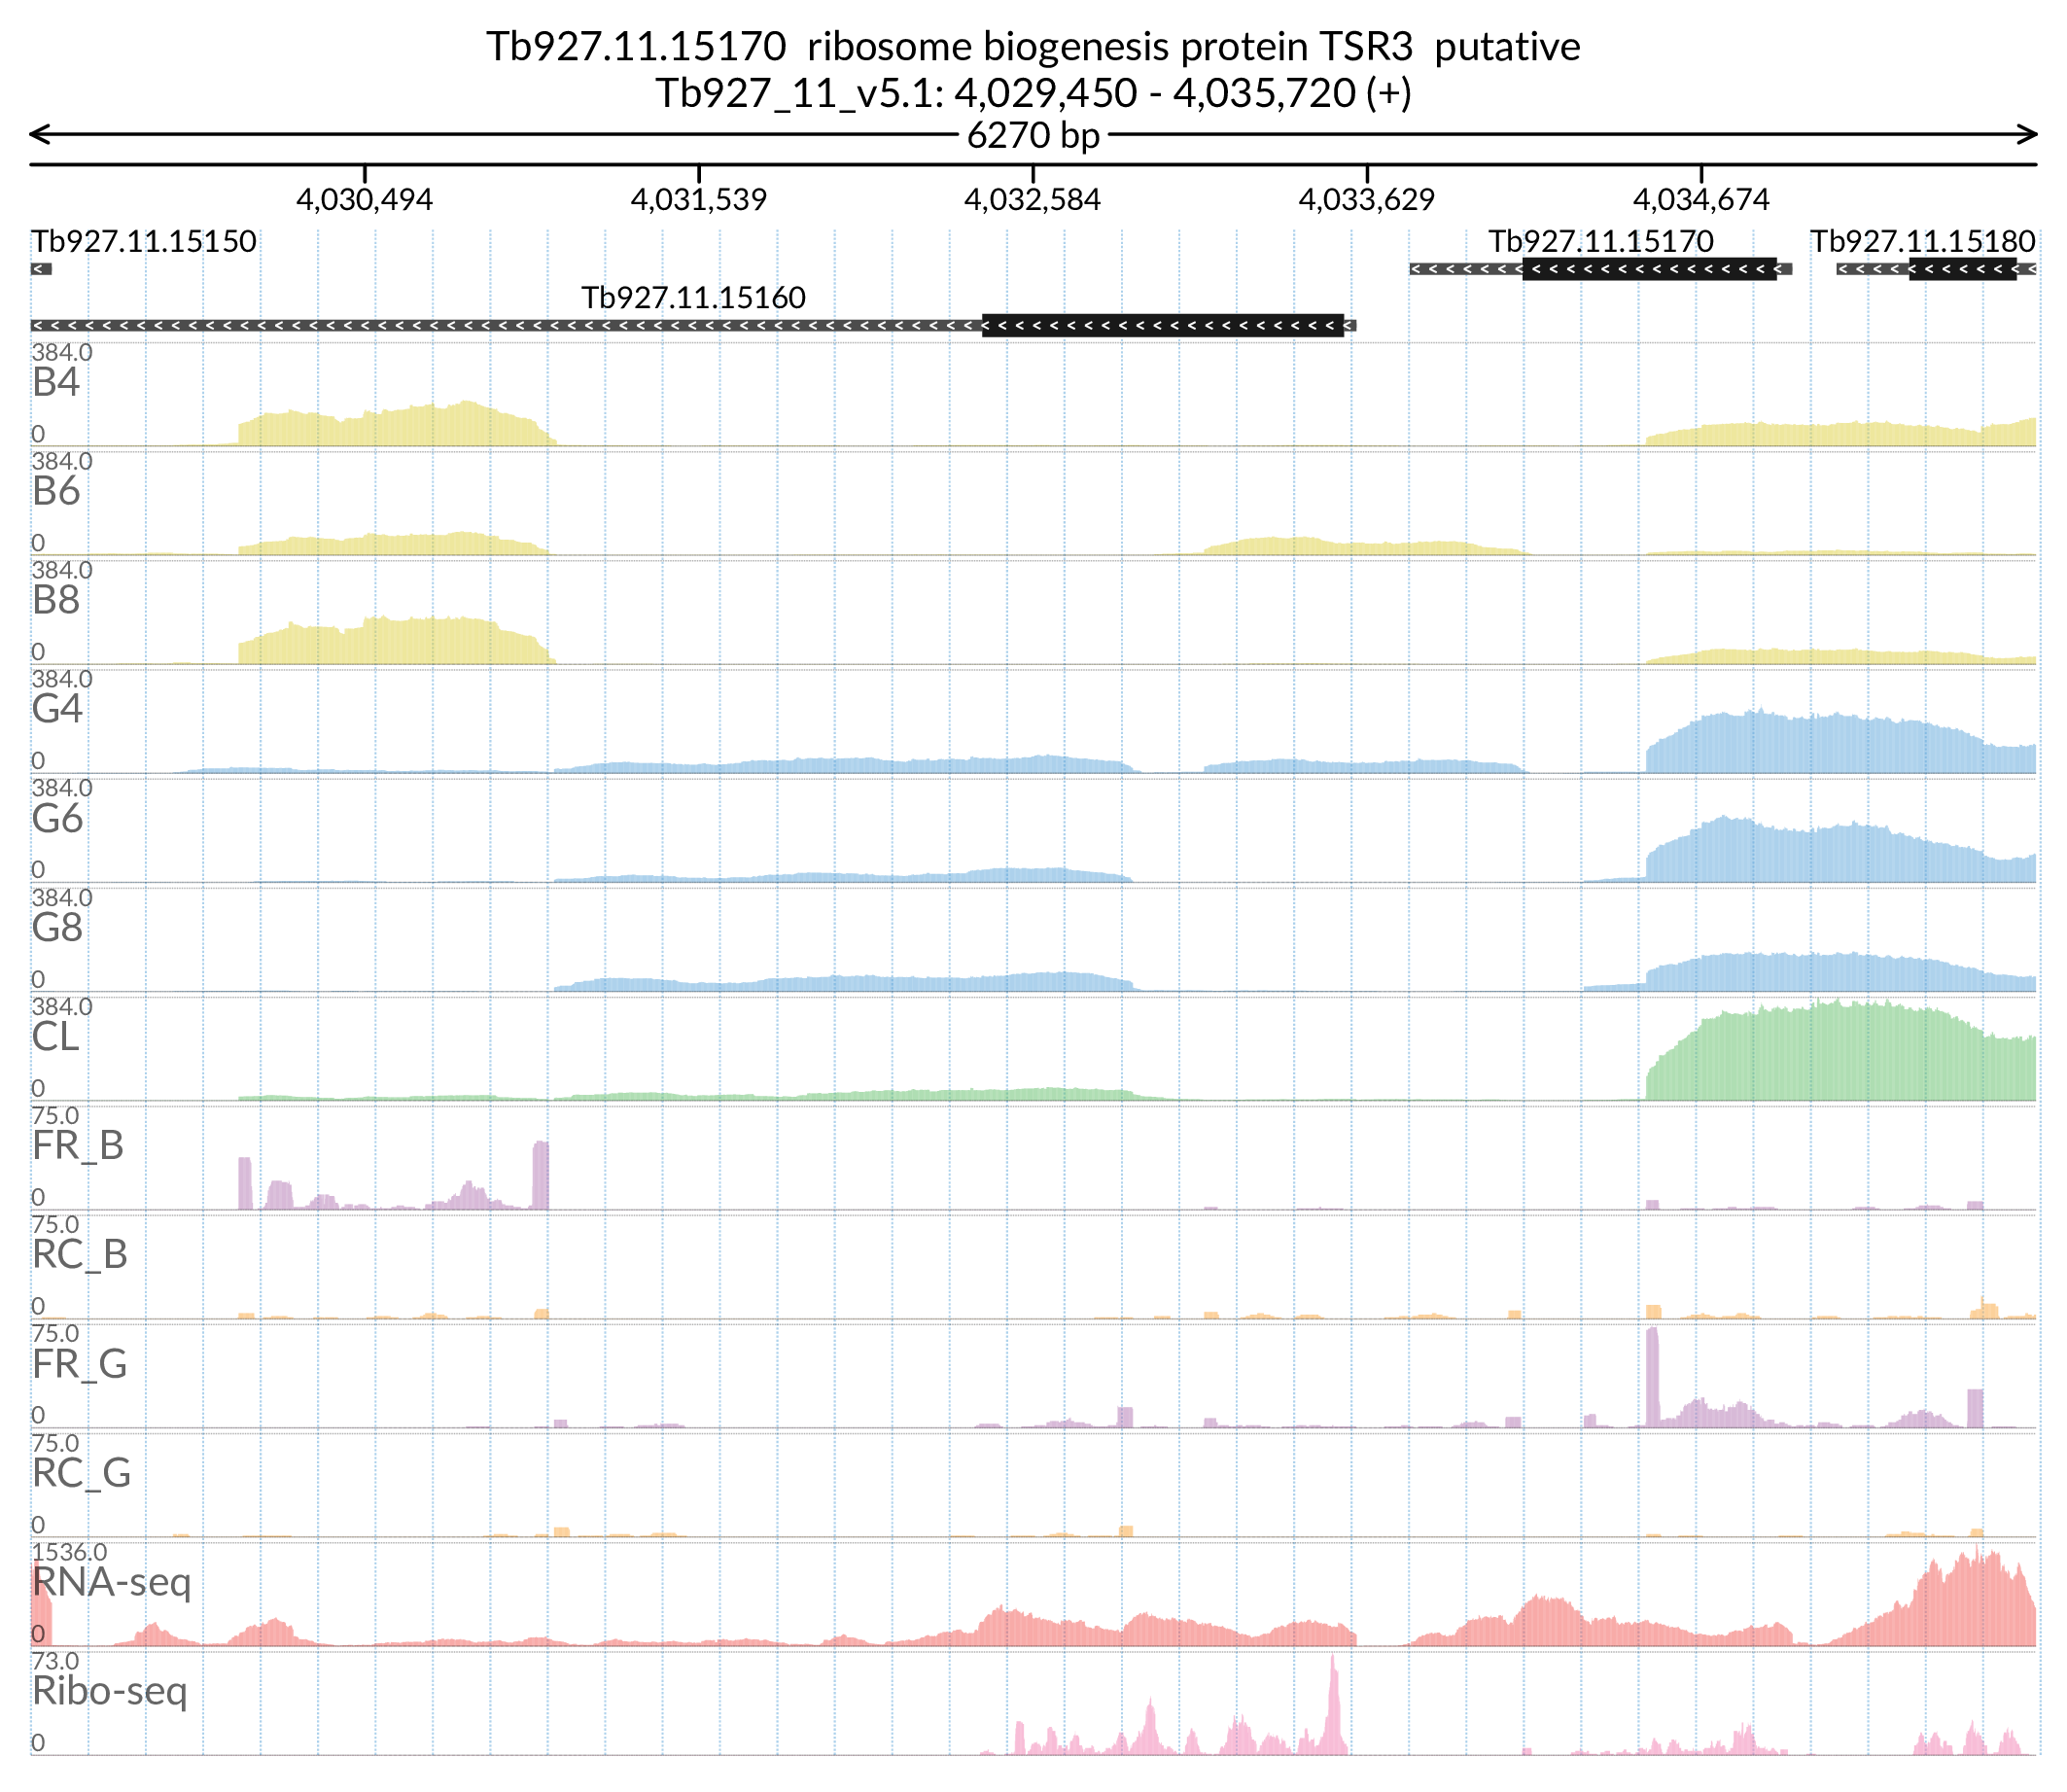 Tb927.11.15170  ribosome biogenesis protein TSR3  putative
Tb927_11_v5.1: 4,029,450 - 4,035,720 (+)
6270 bp
4,030,494 4,031,539 4,032,584 4,033,629 4,034,674
Tb927.11.15150 Tb927.11.15170 Tb927.11.15180
Tb927.11.15160
384.0
B4
0
384.0
B6
0
384.0
B8
0
384.0
G4
0
384.0
G6
0
384.0
G8
0
384.0
CL
0
75.0
FR_B
0
75.0
RC_B
0
75.0
FR_G
0
75.0
RC_G
0
1536.0
RNA-seq
0
73.0
Ribo-seq
0